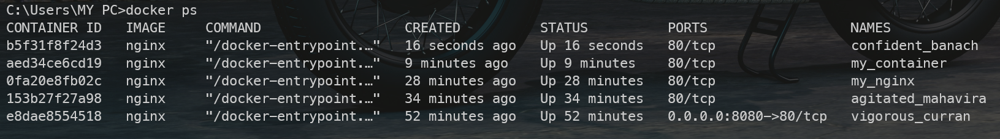 C:\Users\MY PC>docker ps
CONTAINER ID   IMAGE     COMMAND                  CREATED          STATUS          PORTS                  NAMES
b5f31f8f24d3   nginx     "/docker-entrypoint.…"   16 seconds ago   Up 16 seconds   80/tcp                 confident_banach
aed34ce6cd19   nginx     "/docker-entrypoint.…"   9 minutes ago    Up 9 minutes    80/tcp                 my_container
0fa20e8fb02c   nginx     "/docker-entrypoint.…"   28 minutes ago   Up 28 minutes   80/tcp                 my_nginx
153b27f27a98   nginx     "/docker-entrypoint.…"   34 minutes ago   Up 34 minutes   80/tcp                 agitated_mahavira
e8dae8554518   nginx     "/docker-entrypoint.…"   52 minutes ago   Up 52 minutes   0.0.0.0:8080->80/tcp   vigorous_curran